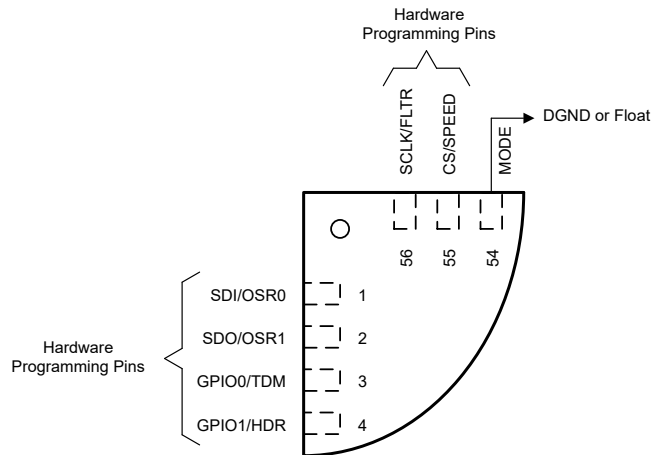 Hardware
Programming Pins
SCLK/FLTR
CS/SPEED
MODE
DGND or Float
56
55
54
SDI/OSR0
1
SDO/OSR1
2
Hardware
Programming Pins
GPIO0/TDM
3
GPIO1/HDR
4